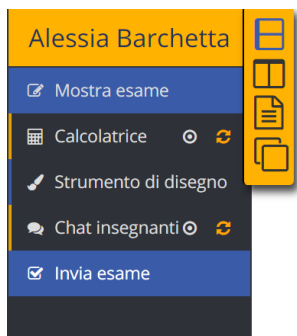 Alessia Barchetta
Mostra esame
Calcolatrice
Strumento di disegno
Chat insegnanti
Invia esame